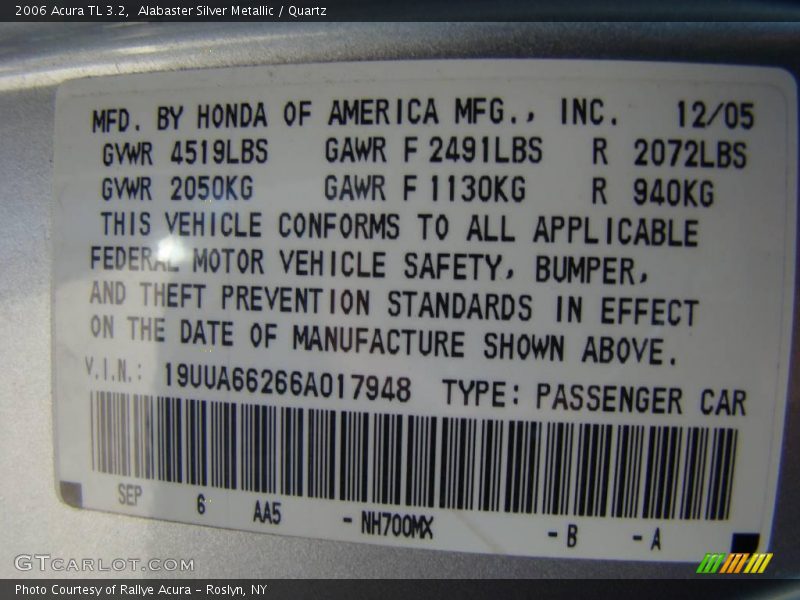 2006 Acura TL 3.2, Alabaster Silver Metallic / Quartz
MFD. BY HONDA OF AMERICA MFG., INC. 12/05
GVWR 4519LBS GAWR F 2491LBS R 2072LBS
GVWR 2050KG GAWR F 1130KG R 940KG
THIS VEHICLE CONFORMS TO ALL APPLICABLE
FEDERAL MOTOR VEHICLE SAFETY, BUMPER,
AND THEFT PREVENTION STANDARDS IN EFFECT
ON THE DATE OF MANUFACTURE SHOWN ABOVE.
V.I.N.: 19UUA66266A017948 TYPE: PASSENGER CAR
SEP 6 AA5 - NH700MX - B - A
GTCARLOT.COM
Photo Courtesy of Rallye Acura - Roslyn, NY